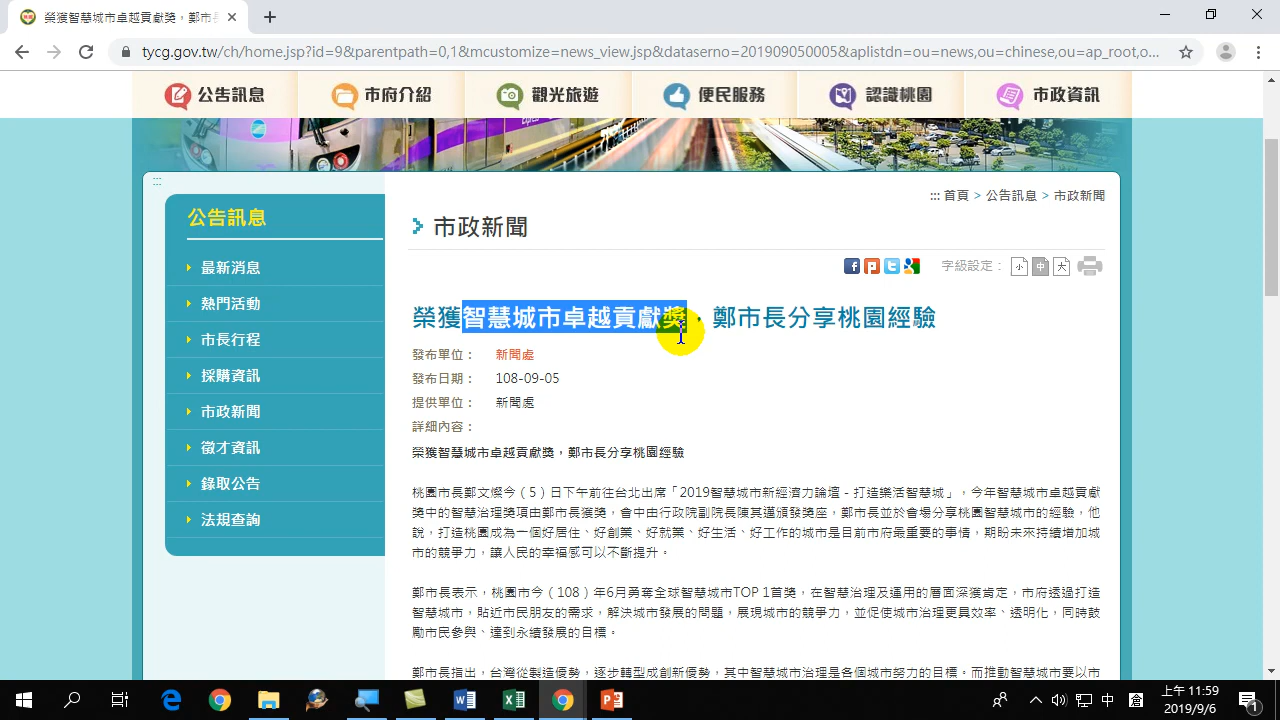 榮獲智慧城市卓越貢獻獎，鄭市長
tycg.gov.tw/ch/home.jsp?id=9&parentpath=0,1&mcustomize=news_view.jsp&dataserno=201909050005&aplistdn=ou=news,ou=chinese,ou=ap_root,o...
公告訊息
市府介紹
觀光旅遊
便民服務
認識桃園
市政資訊
:::
公告訊息
最新消息
熱門活動
市長行程
採購資訊
市政新聞
徵才資訊
錄取公告
法規查詢
::: 首頁 > 公告訊息 > 市政新聞
市政新聞
字級設定： 小 中 大
榮獲智慧城市卓越貢獻獎，鄭市長分享桃園經驗
發布單位： 新聞處
發布日期： 108-09-05
提供單位： 新聞處
詳細內容：
榮獲智慧城市卓越貢獻獎，鄭市長分享桃園經驗
桃園市長鄭文燦今（5）日下午前往台北出席「2019智慧城市新經濟力論壇－打造樂活智慧城」，今年智慧城市卓越貢獻
獎中的智慧治理獎項由鄭市長獲獎，會中由行政院副院長陳其邁頒發獎座，鄭市長並於會場分享桃園智慧城市的經驗，他
說，打造桃園成為一個好居住、好創業、好就業、好生活、好工作的城市是目前市府最重要的事情，期盼未來持續增加城
市的競爭力，讓人民的幸福感可以不斷提升。
鄭市長表示，桃園市今（108）年6月勇奪全球智慧城市TOP 1首獎，在智慧治理及運用的層面深獲肯定，市府透過打造
智慧城市，貼近市民朋友的需求，解決城市發展的問題，展現城市的競爭力，並促使城市治理更具效率、透明化，同時鼓
勵市民參與、達到永續發展的目標。
鄭市長指出，台灣從製造優勢，逐步轉型成創新優勢，其中智慧城市治理是各個城市努力的目標。而推動智慧城市要以市
中
上午 11:59
2019/9/6
1